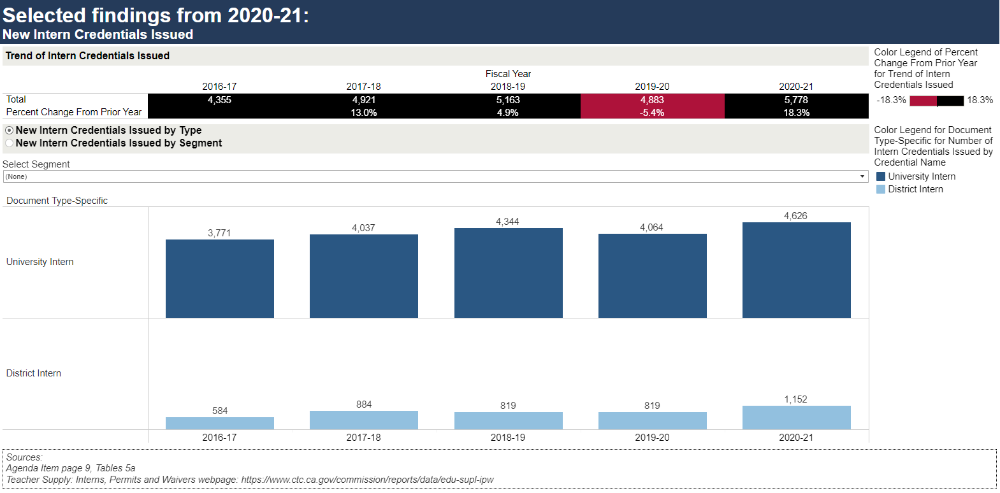 Selected findings from 2020-21:
New Intern Credentials Issued
Trend of Intern Credentials Issued
Fiscal Year
2016-17 2017-18 2018-19 2019-20 2020-21
Total 4,355 4,921 5,163 4,883 5,778
Percent Change From Prior Year 13.0% 4.9% -5.4% 18.3%
Color Legend of Percent
Change From Prior Year
for Trend of Intern
Credentials Issued
-18.3% 18.3%
New Intern Credentials Issued by Type
New Intern Credentials Issued by Segment
Select Segment
(None)
Color Legend for Document
Type-Specific for Number of
Intern Credentials Issued by
Credential Name
University Intern
District Intern
Document Type-Specific
University Intern
3,771 4,037 4,344 4,064 4,626
District Intern
584 884 819 819 1,152
2016-17 2017-18 2018-19 2019-20 2020-21
Sources:
Agenda Item page 9, Tables 5a
Teacher Supply: Interns, Permits and Waivers webpage: https://www.ctc.ca.gov/commission/reports/data/edu-supl-ipw